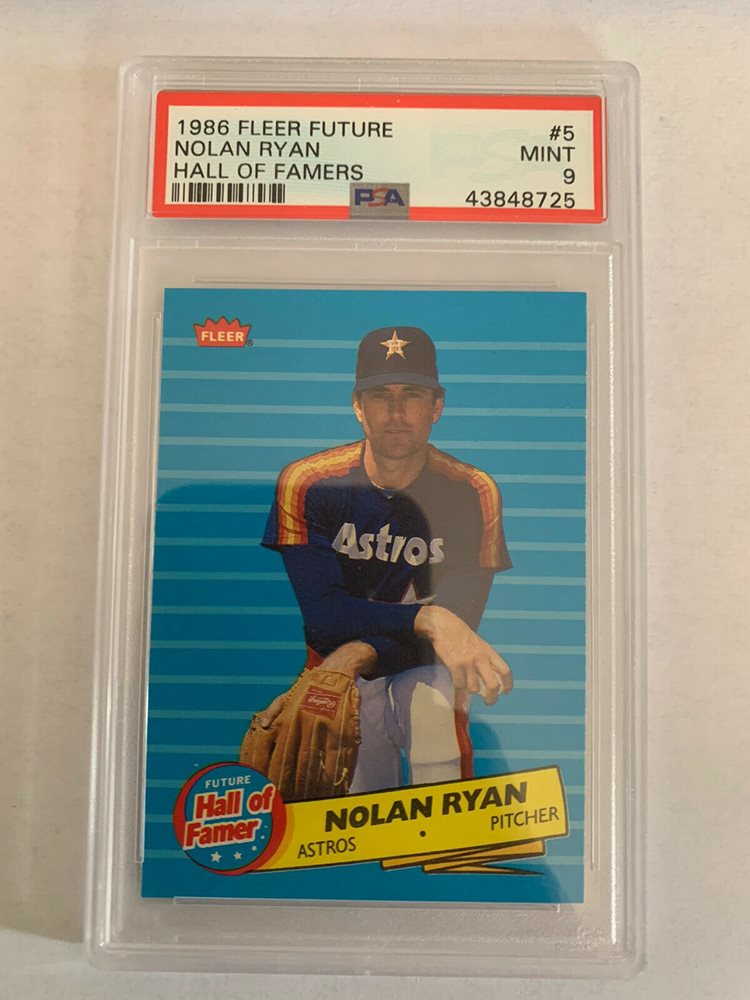 1986 FLEER FUTURE #5
NOLAN RYAN MINT
HALL OF FAMERS 9
PSA 43848725
FLEER®
Astros
Rawlings
FUTURE
Hall of
Famer
NOLAN RYAN
ASTROS • PITCHER